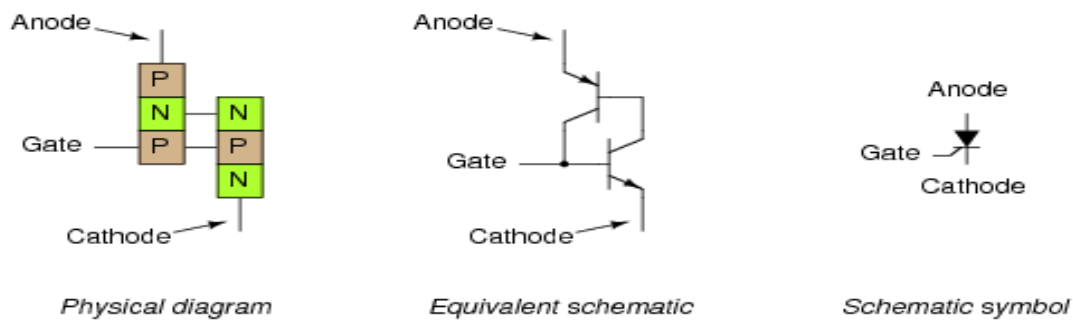 Anode
P
N N
Gate P P
N
Cathode
Physical diagram
Anode
Gate
Cathode
Equivalent schematic
Anode
Gate
Cathode
Schematic symbol